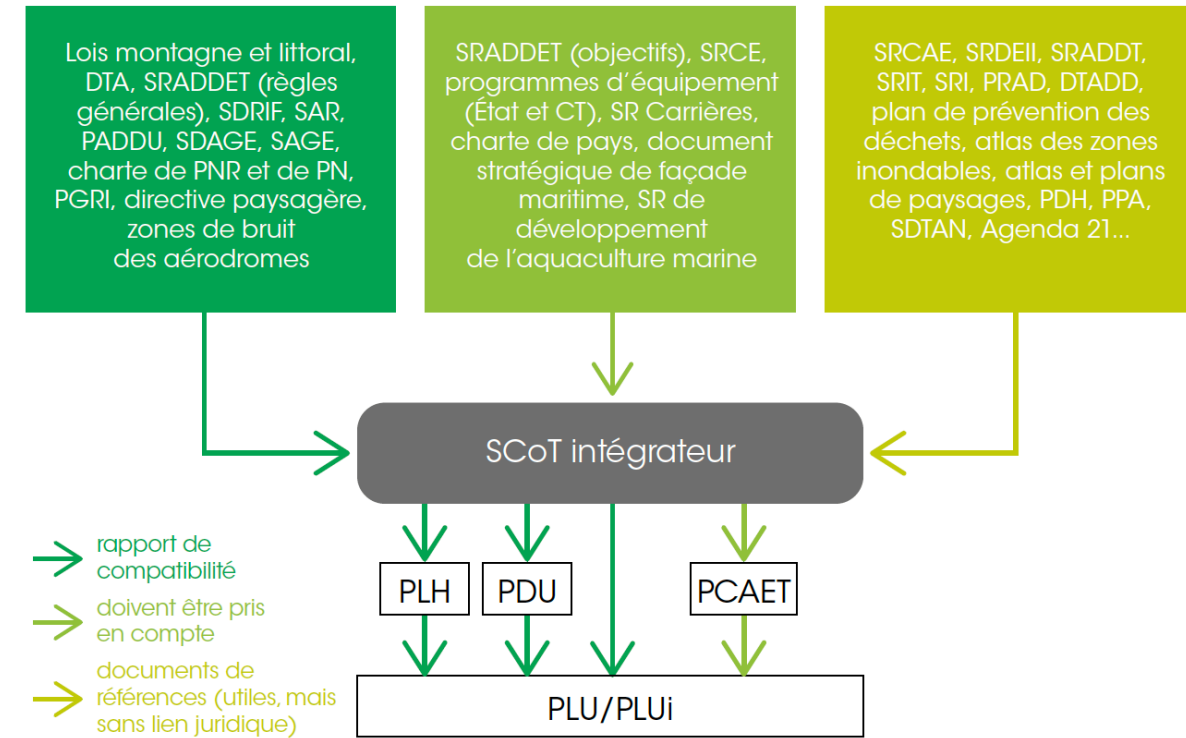 Lois montagne et littoral,
DTA, SRADDET (règles
générales), SDRIF, SAR,
PADDU, SDAGE, SAGE,
charte de PNR et de PN,
PGRI, directive paysagère,
zones de bruit
des aérodromes
SRADDET (objectifs), SRCE,
programmes d'équipement
(État et CT), SR Carrières,
charte de pays, document
stratégique de façade
maritime, SR de
développement
de l'aquaculture marine
SRCAE, SRDEII, SRADDT,
SRIT, SRI, PRAD, DTADD,
plan de prévention des
déchets, atlas des zones
inondables, atlas et plans
de paysages, PDH, PPA,
SDTAN, Agenda 21...
SCoT intégrateur
rapport de
compatibilité
doivent être pris
en compte
documents de
références (utiles, mais
sans lien juridique)
PLH
PDU
PCAET
PLU/PLUi